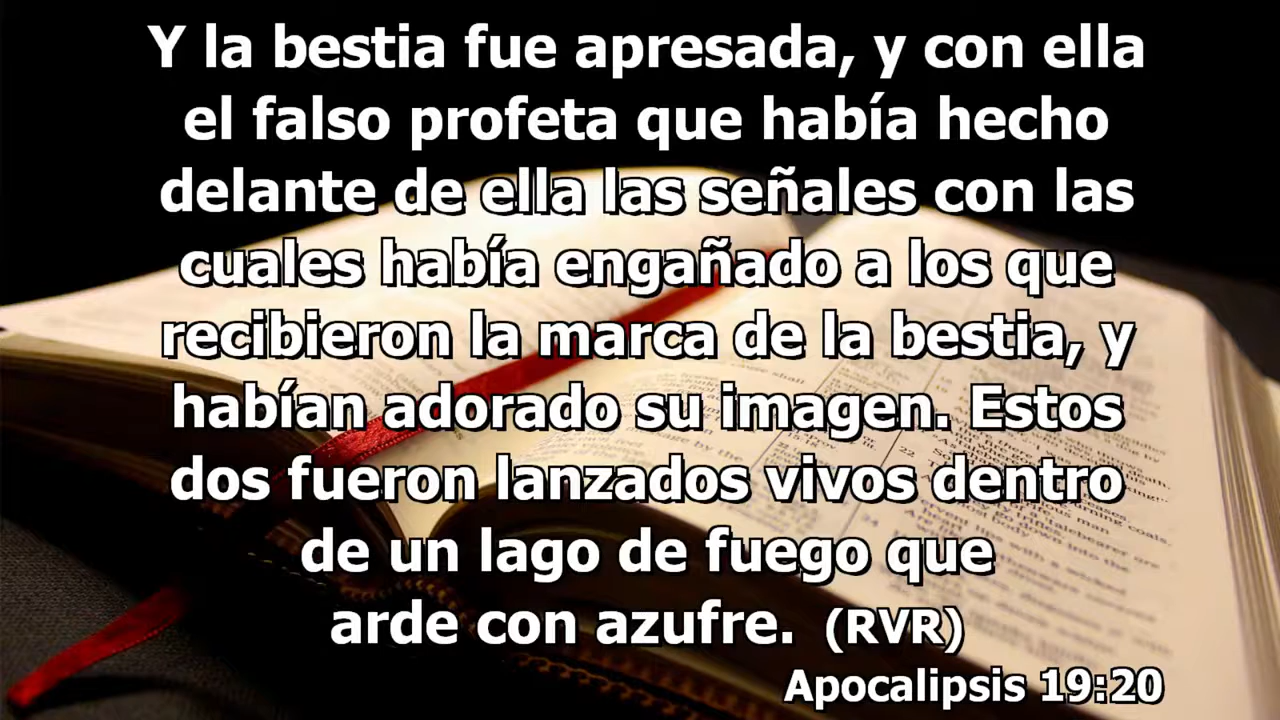 Y la bestia fue apresada, y con ella
el falso profeta que había hecho
delante de ella las señales con las
cuales había engañado a los que
recibieron la marca de la bestia, y
habían adorado su imagen. Estos
dos fueron lanzados vivos dentro
de un lago de fuego que
arde con azufre. (RVR)
Apocalipsis 19:20